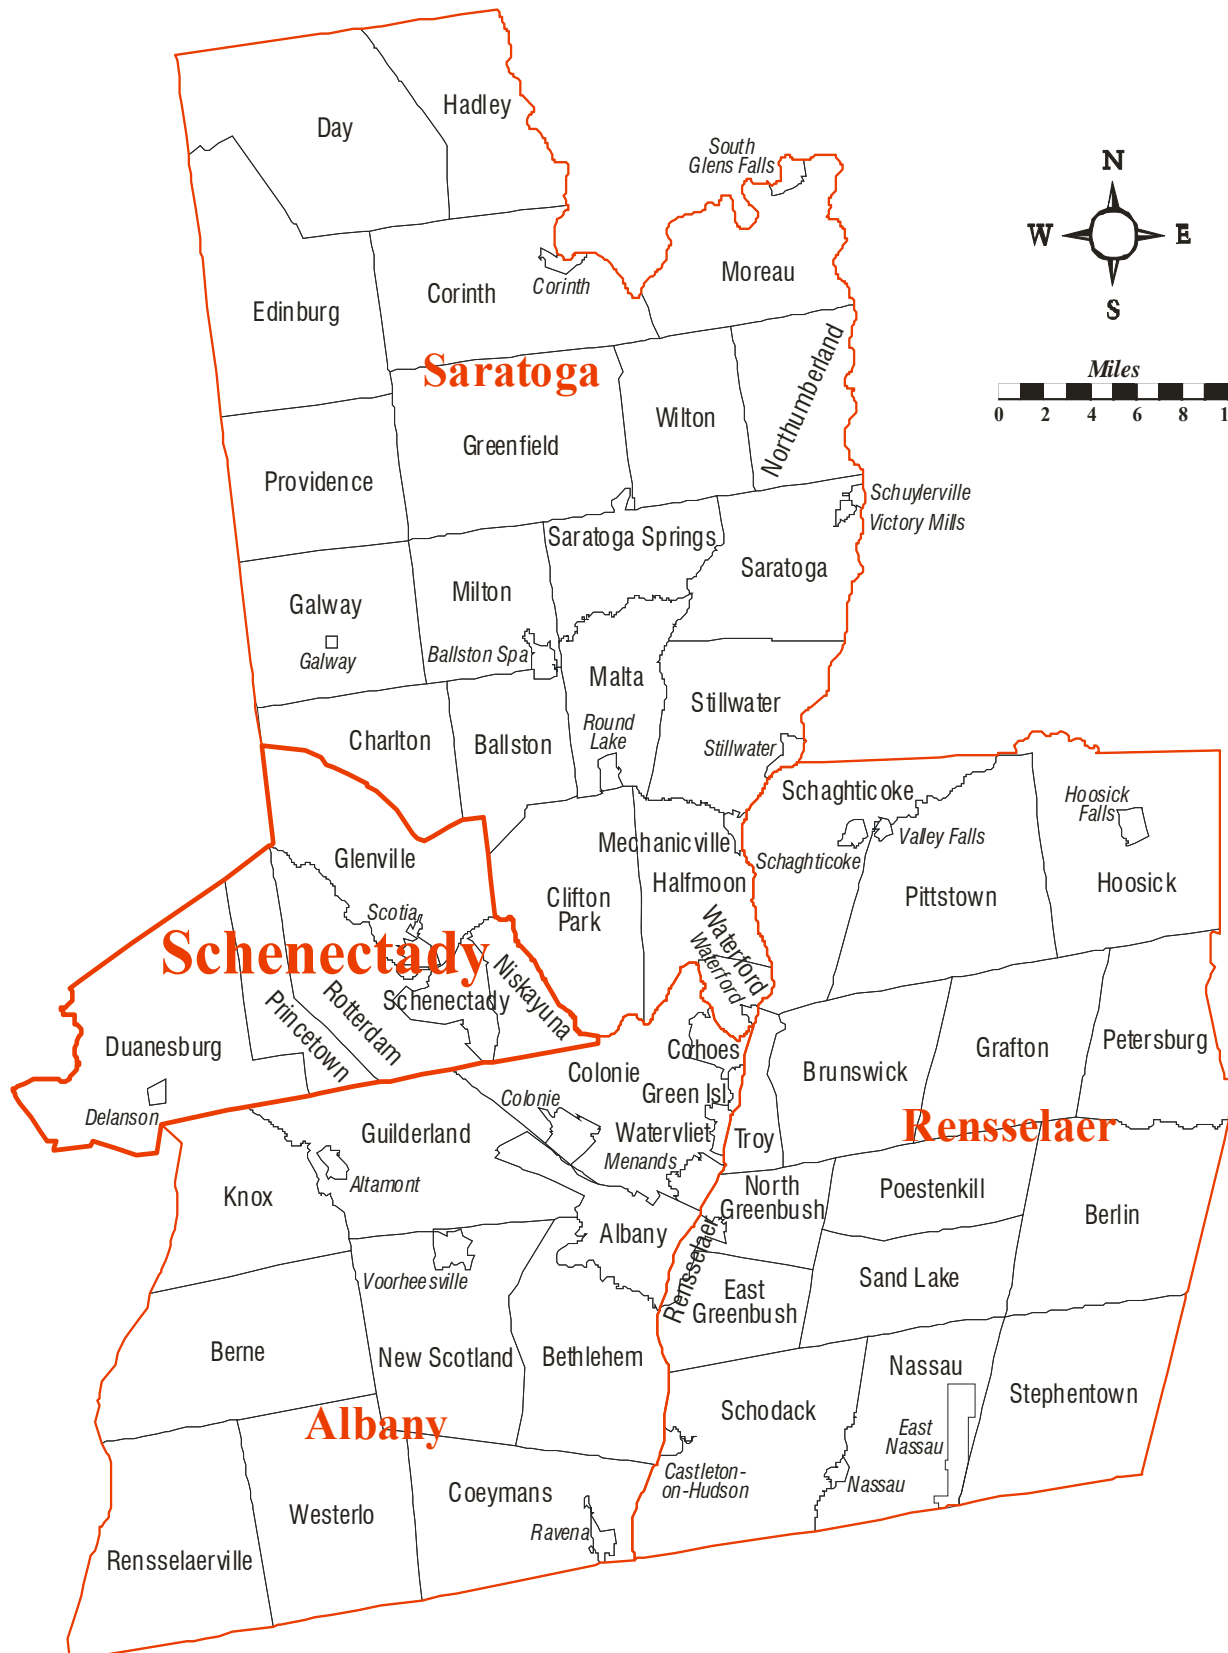 Hadley
Day
South
Glens Falls
N
W
E
S
Moreau
Edinburg
Corinth
Corinth
Miles
0 2 4 6 8 1
Saratoga
Northumberland
Wilton
Greenfield
Providence
Schuylerville
Victory Mills
Saratoga Springs
Saratoga
Milton
Galway
Galway
Ballston Spa
Malta
Stillwater
Round
Lake
Stillwater
Charlton
Ballston
Schaghticoke
Hoosick
Falls
Mechanicville
Valley Falls
Schaghticoke
Glenville
Halfmoon
Hoosick
Pittstown
Clifton
Park
Scotia
Waterford
Waterford
Schenectady
Niskayuna
Schenectady
Rotterdam
Princetown
Duanesburg
Cohoes
Grafton
Petersburg
Colonie
Brunswick
Green Isl
Colonie
Delanson
Guilderland
Watervliet
Troy
Rensselaer
Menands
Altamont
Knox
North
Greenbush
Poestenkill
Berlin
Albany
Rensselaer
Voorheesville
Sand Lake
East
Greenbush
Berne
New Scotland
Bethlehem
Nassau
Stephentown
Albany
Schodack
East
Nassau
Castleton-
on-Hudson
Nassau
Coeymans
Westerlo
Ravena
Rensselaerville